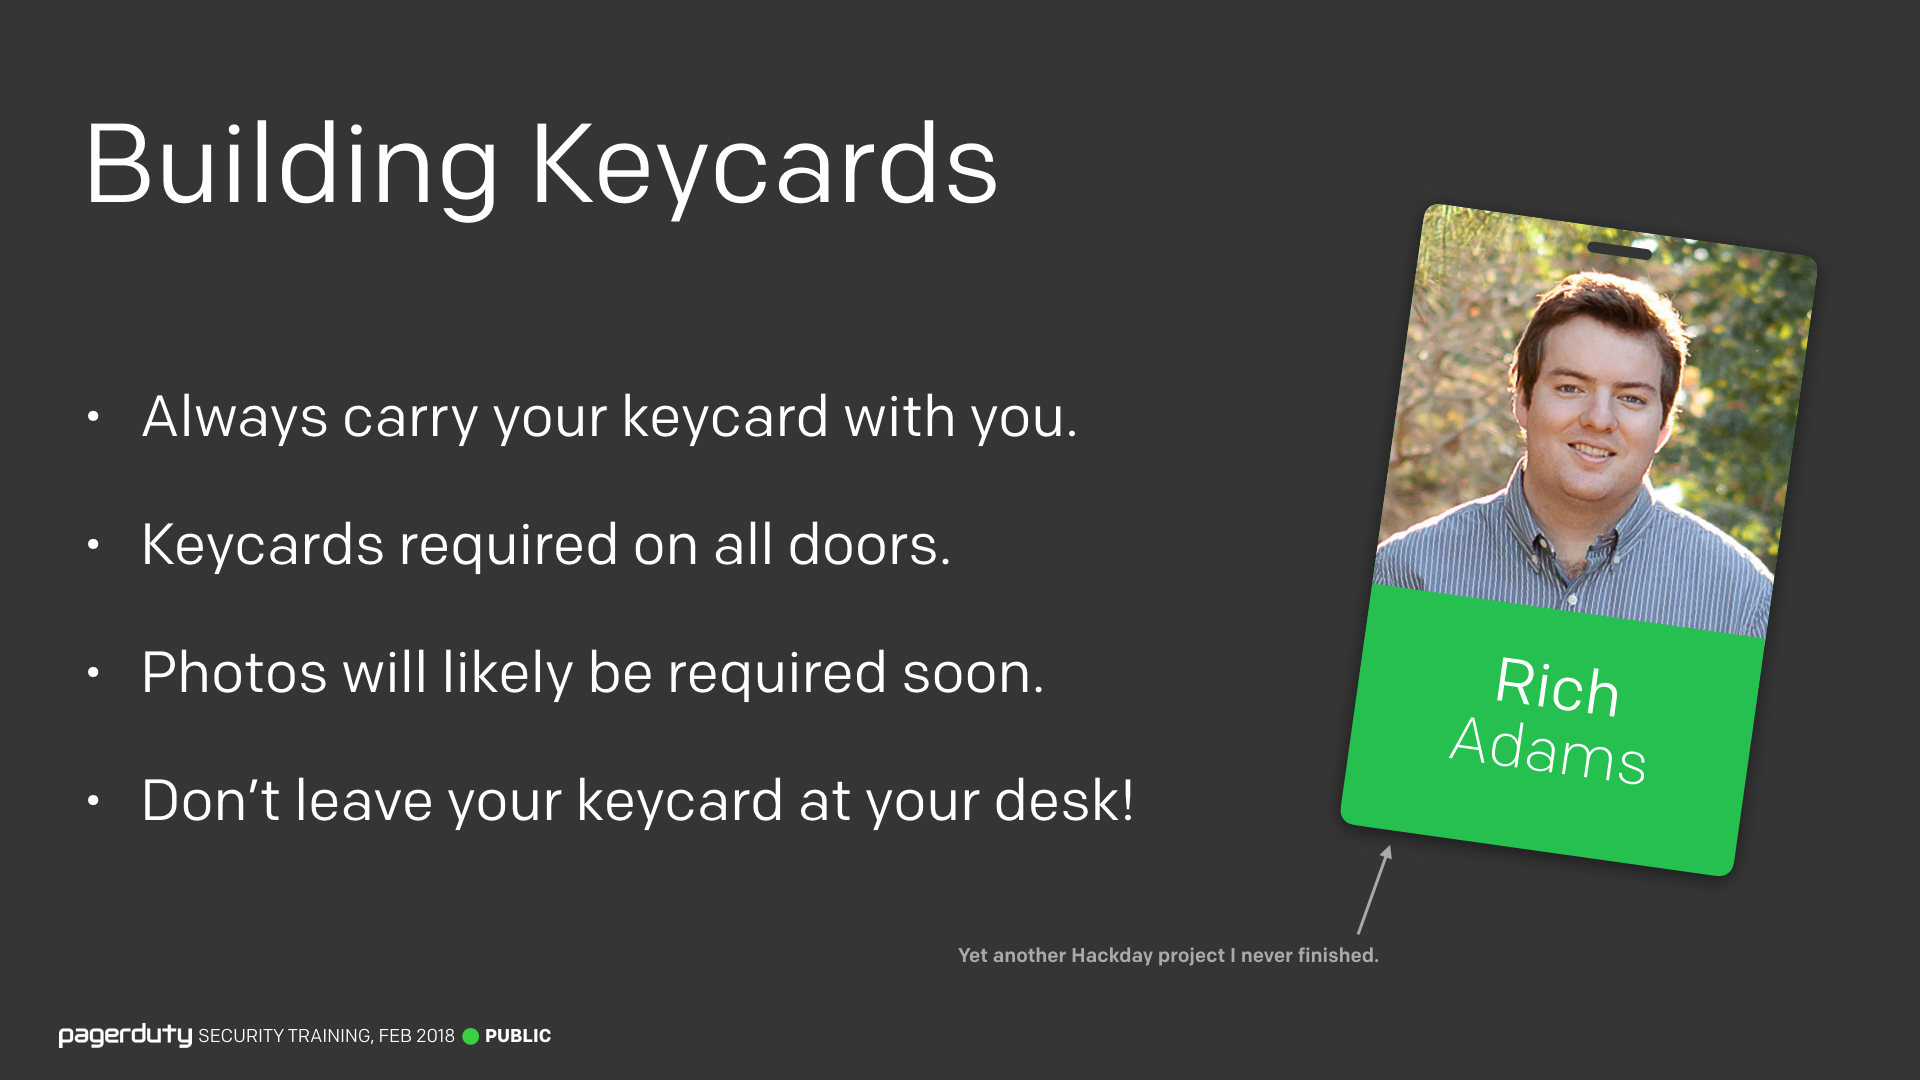 Building Keycards
• Always carry your keycard with you.
• Keycards required on all doors.
• Photos will likely be required soon.
• Don’t leave your keycard at your desk!
Rich
Adams
Yet another Hackday project I never finished.
pagerduty SECURITY TRAINING, FEB 2018 PUBLIC